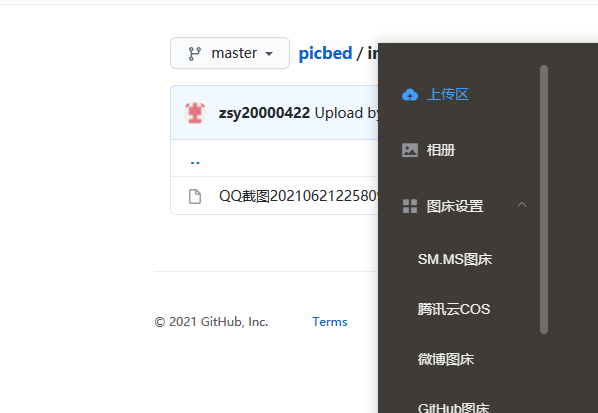 master
picbed / in
zsy20000422 Upload by
..
QQ截图20210621225809
© 2021 GitHub, Inc.
Terms
上传区
相册
图床设置
SM.MS图床
腾讯云COS
微博图床
GitHub图床